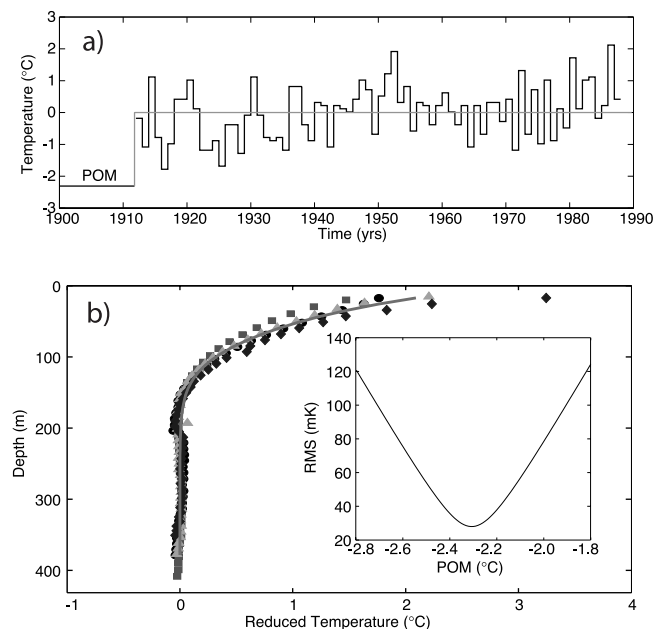 a)
Temperature (°C)
3
2
1
0
-1
-2
-3
POM
1900 1910 1920 1930 1940 1950 1960 1970 1980 1990
Time (yrs)
b)
Depth (m)
0
100
200
300
400
-1 0 1 2 3 4
Reduced Temperature (°C)
RMS (mK)
140
120
100
80
60
40
20
-2.8 -2.6 -2.4 -2.2 -2.0 -1.8
POM (°C)